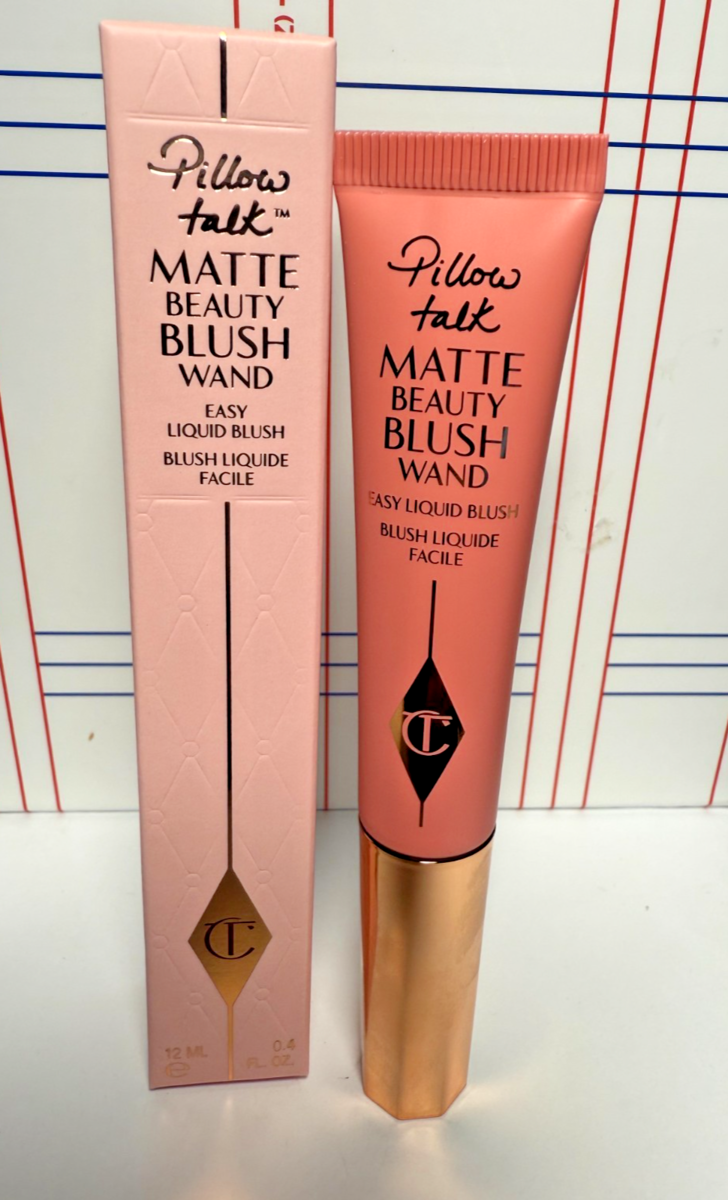 Pillow
talk™
MATTE
BEAUTY
BLUSH
WAND
EASY
LIQUID BLUSH
BLUSH LIQUIDE
FACILE
CT
12 ML
0.4
FL. OZ.
Pillow
talk
MATTE
BEAUTY
BLUSH
WAND
EASY LIQUID BLUSH
BLUSH LIQUIDE
FACILE
CT